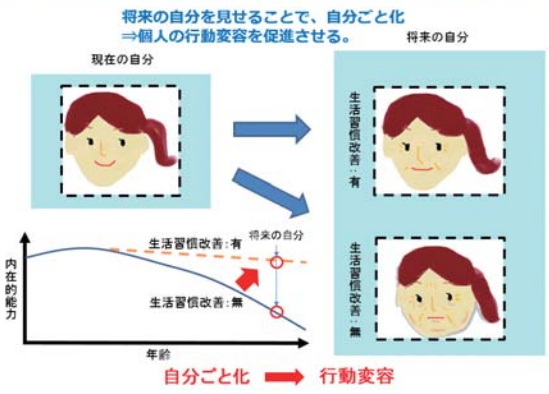 将来の自分を見せることで、自分ごと化
⇒個人の行動変容を促進させる。
現在の自分
将来の自分
生活習慣改善：有
生活習慣改善：無
内在的能力
生活習慣改善：有
将来の自分
生活習慣改善：無
年齢
自分ごと化
行動変容